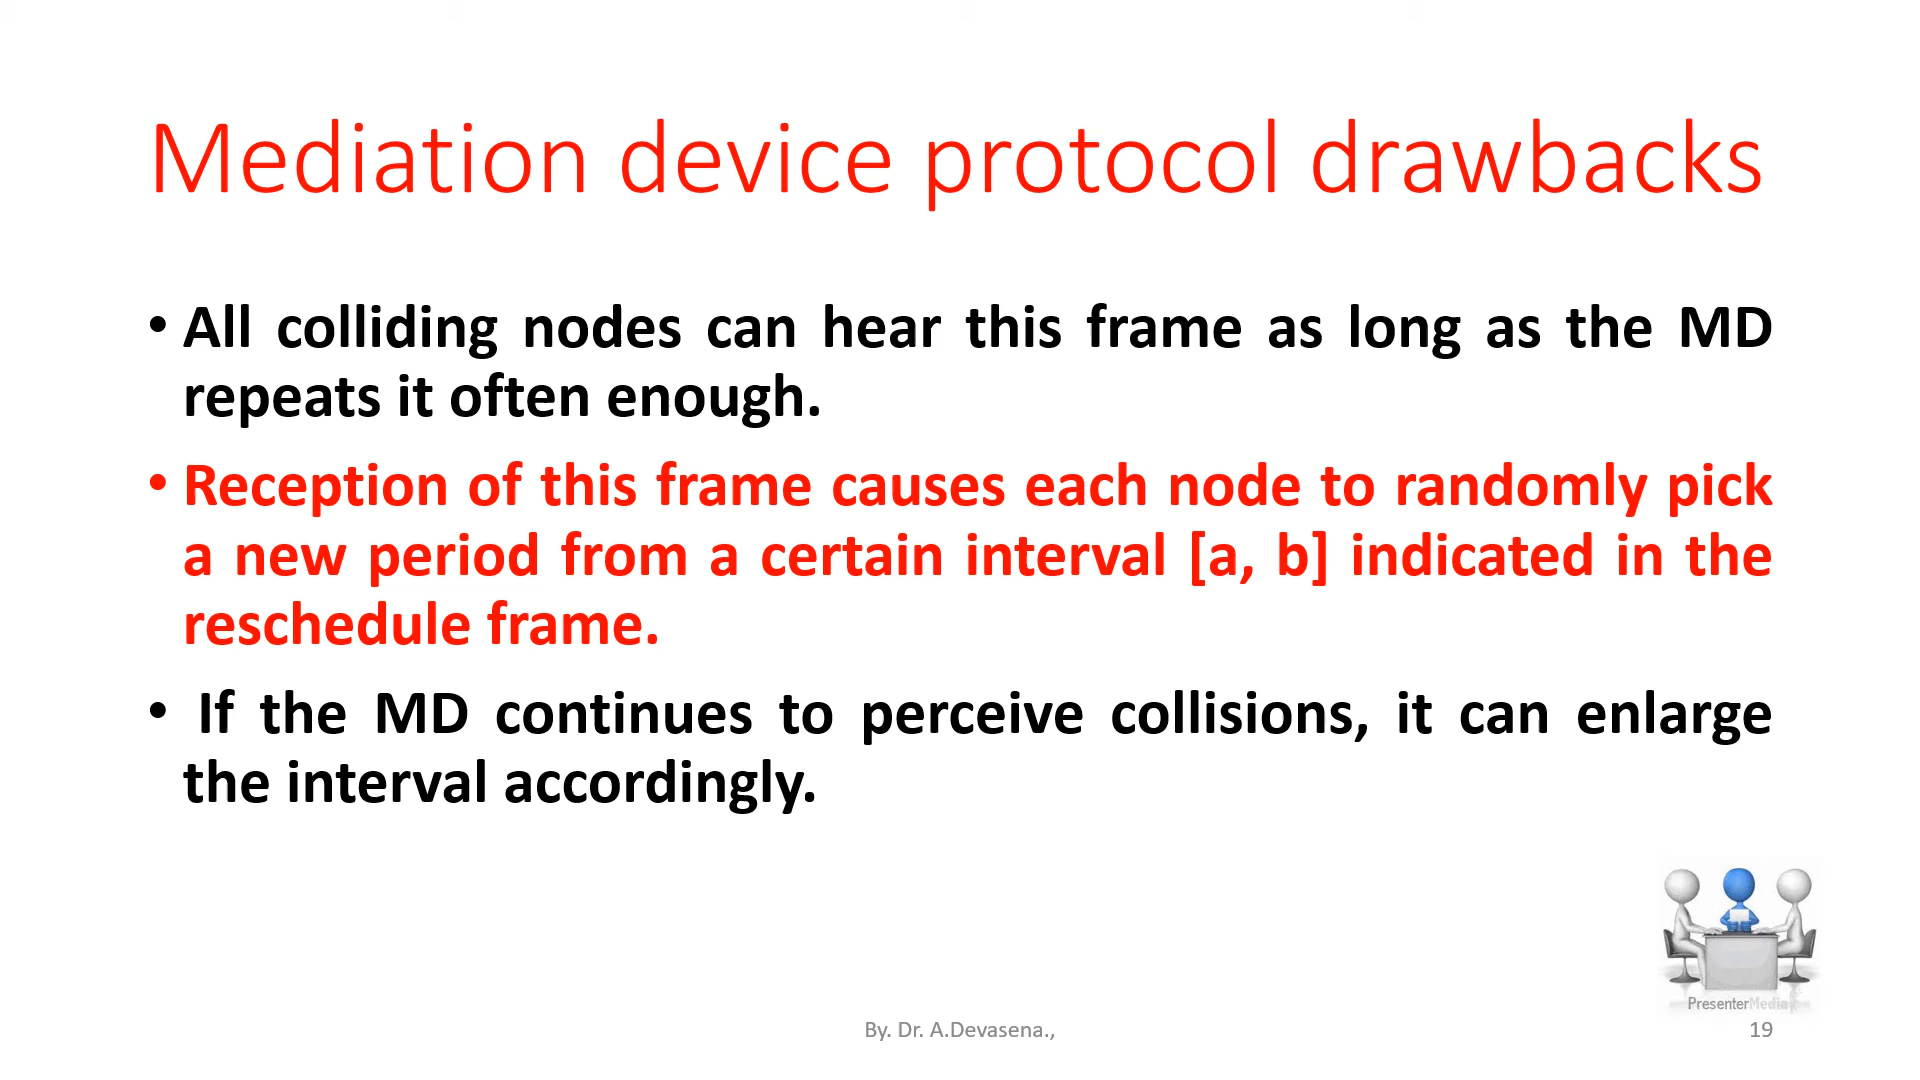 Mediation device protocol drawbacks
• All colliding nodes can hear this frame as long as the MD
repeats it often enough.
• Reception of this frame causes each node to randomly pick
a new period from a certain interval [a, b] indicated in the
reschedule frame.
• If the MD continues to perceive collisions, it can enlarge
the interval accordingly.
PresenterMedia
By. Dr. A.Devasena.,
19